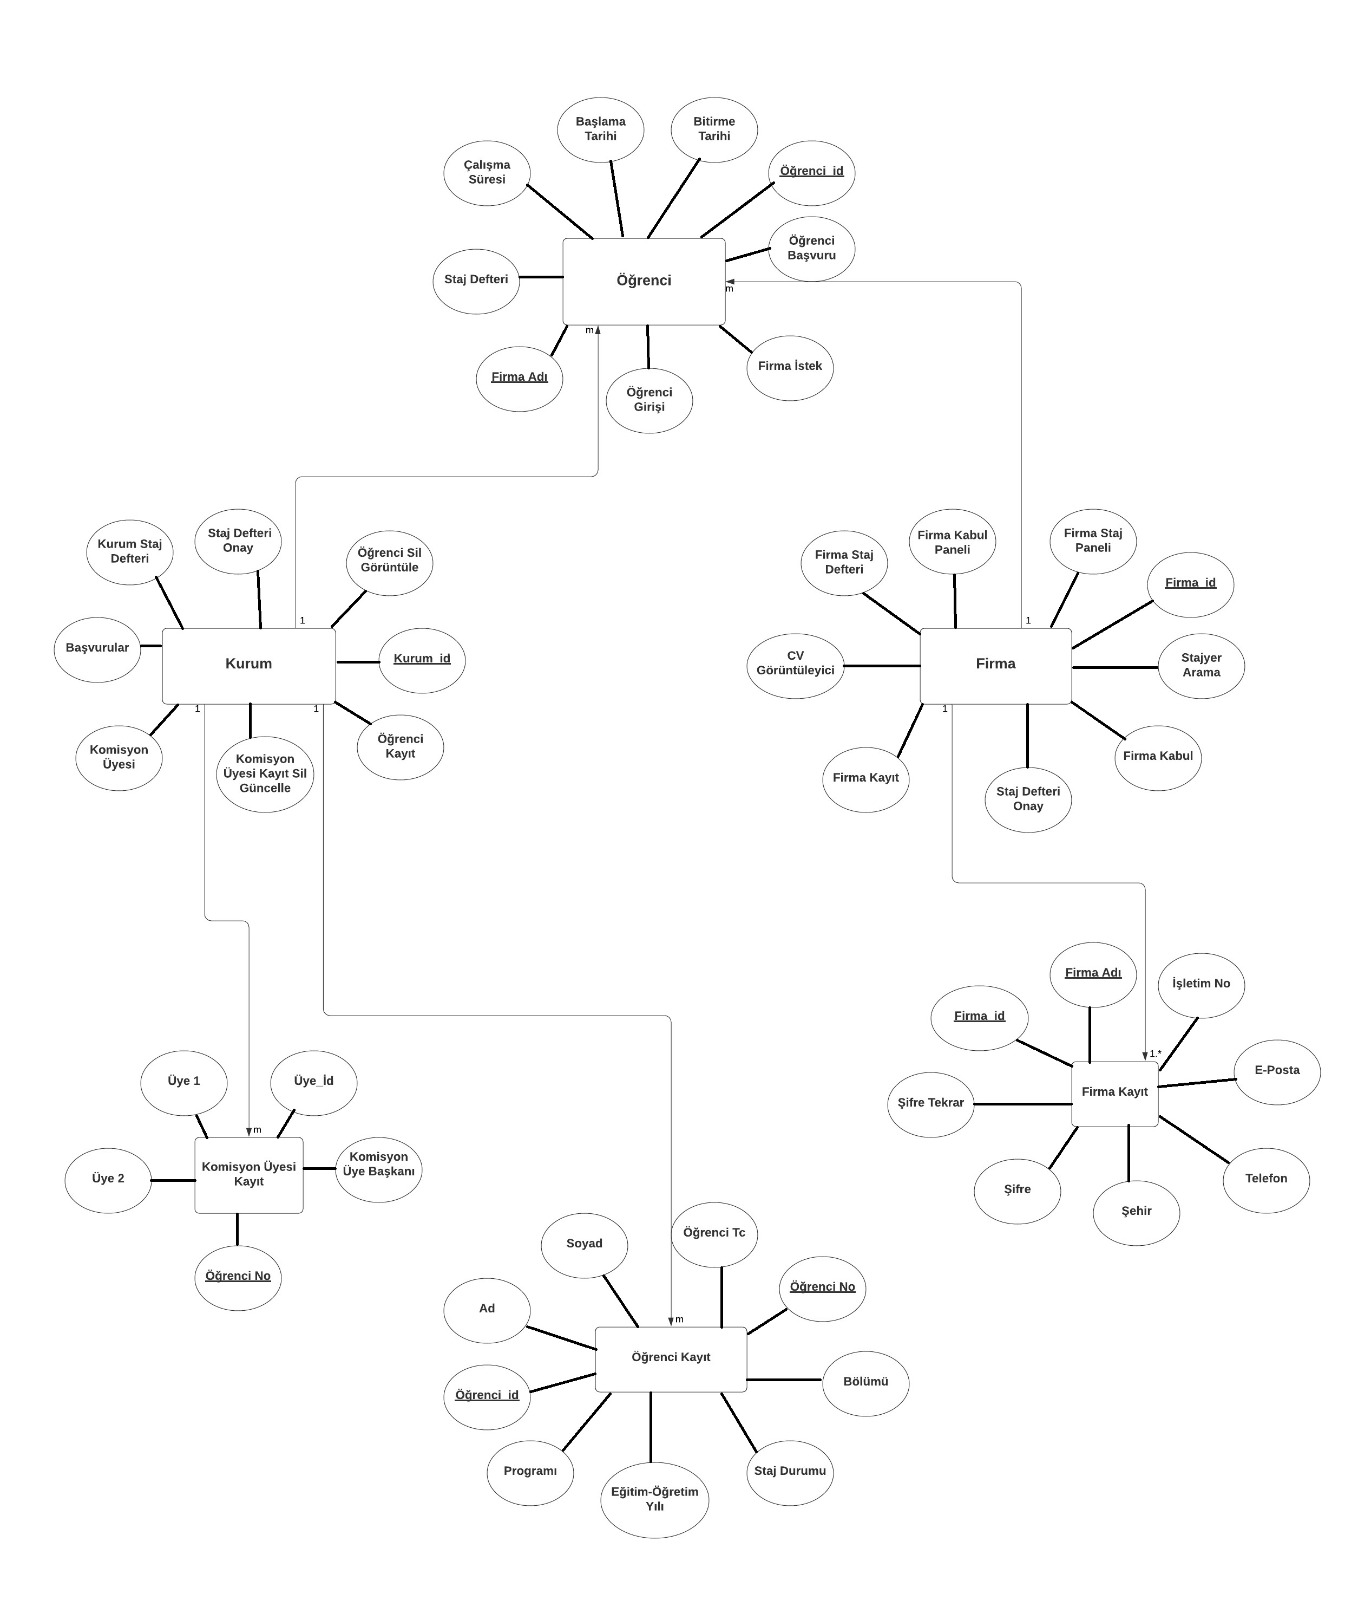 Başlama
Tarihi
Bitirme
Tarihi
Çalışma
Süresi
Öğrenci_id
Öğrenci
Başvuru
Staj Defteri
Öğrenci
m
m
Firma Adı
Öğrenci
Girişi
Firma İstek
Kurum Staj
Defteri
Staj Defteri
Onay
Öğrenci Sil
Görüntüle
Başvurular
1
Kurum
Kurum_id
1
1
Komisyon
Üyesi
Komisyon
Üyesi Kayıt Sil
Güncelle
Öğrenci
Kayıt
Firma Staj
Defteri
Firma Kabul
Paneli
Firma Staj
Paneli
Firma_id
1
CV
Görüntüleyici
Firma
Stajyer
Arama
1
Firma Kayıt
Staj Defteri
Onay
Firma Kabul
Firma Adı
İşletim No
Firma_id
1.*
E-Posta
Şifre Tekrar
Firma Kayıt
Şifre
Şehir
Telefon
Üye 1
Üye_İd
m
Üye 2
Komisyon Üyesi
Kayıt
Komisyon
Üye Başkanı
Öğrenci No
Soyad
Öğrenci Tc
Öğrenci No
Ad
m
Öğrenci Kayıt
Öğrenci_id
Bölümü
Programı
Eğitim-Öğretim
Yılı
Staj Durumu